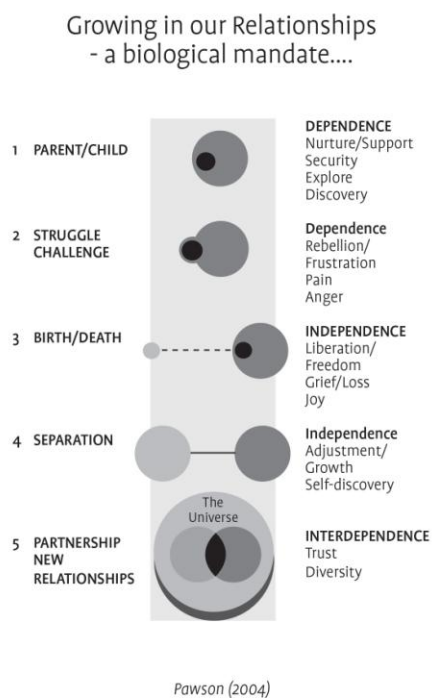 Growing in our Relationships
- a biological mandate....
1 PARENT/CHILD
DEPENDENCE
Nurture/Support
Security
Explore
Discovery
2 STRUGGLE
CHALLENGE
Dependence
Rebellion/
Frustration
Pain
Anger
3 BIRTH/DEATH
INDEPENDENCE
Liberation/
Freedom
Grief/Loss
Joy
4 SEPARATION
Independence
Adjustment/
Growth
Self-discovery
The
Universe
5 PARTNERSHIP
NEW
RELATIONSHIPS
INTERDEPENDENCE
Trust
Diversity
Pawson (2004)